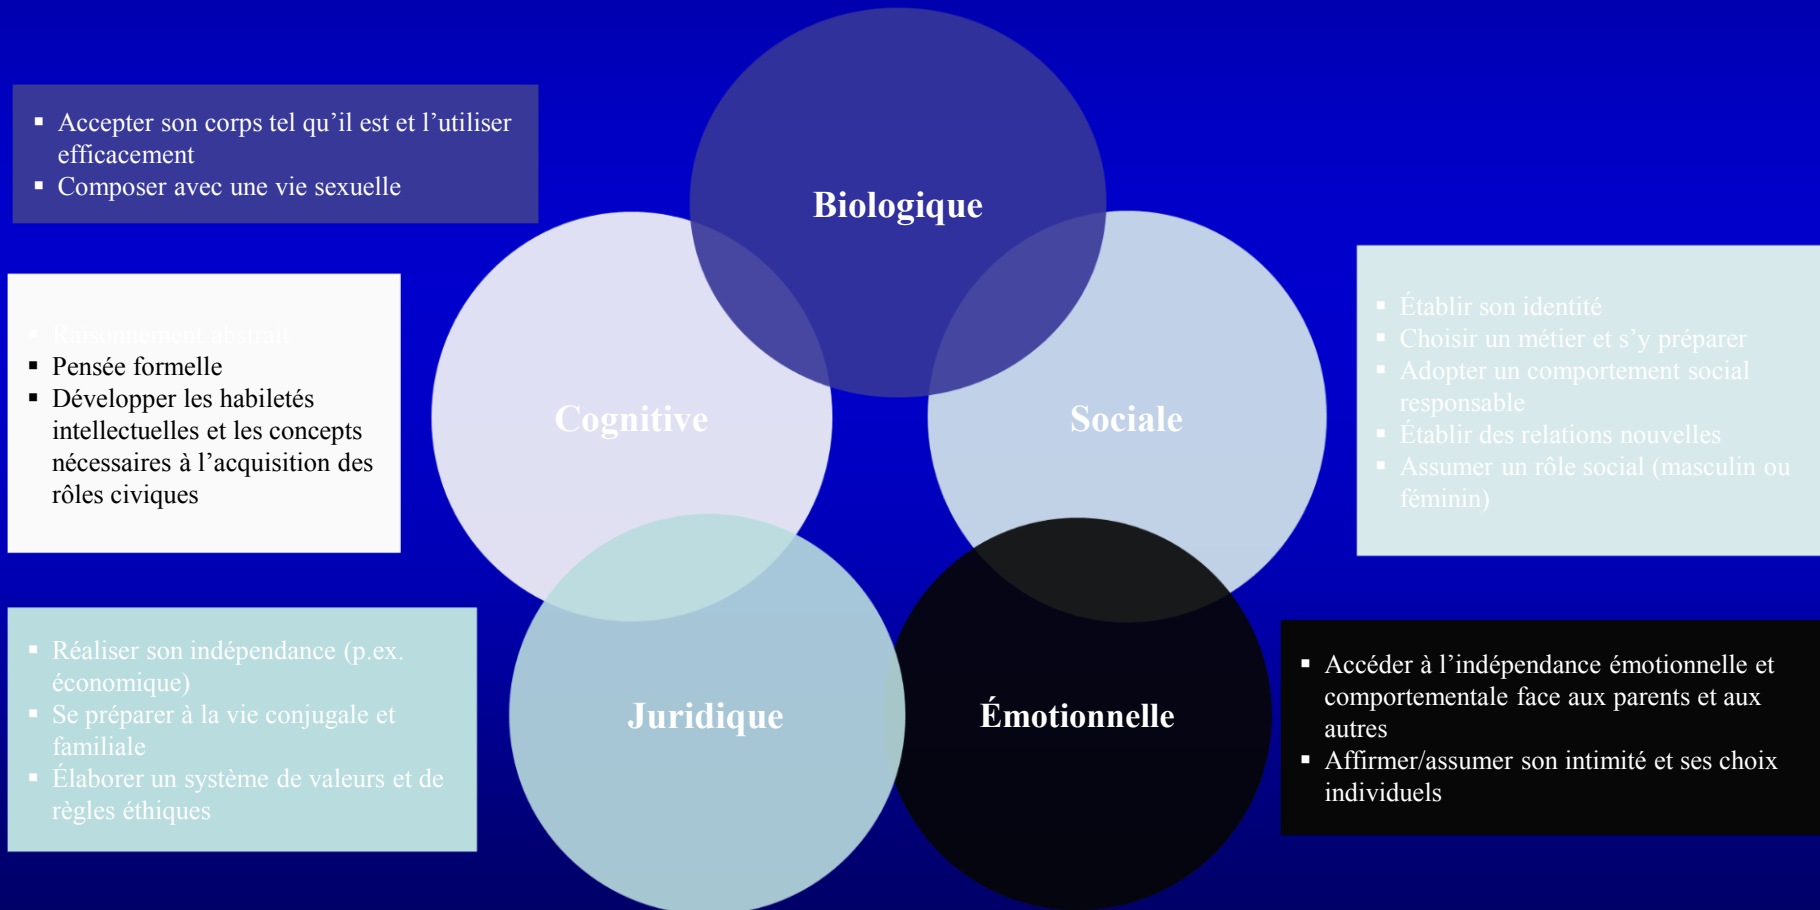 Biologique
▪ Accepter son corps tel qu’il est et l’utiliser
efficacement
▪ Composer avec une vie sexuelle
Cognitive
▪ Raisonnement abstrait
▪ Pensée formelle
▪ Développer les habiletés
intellectuelles et les concepts
nécessaires à l’acquisition des
rôles civiques
Sociale
▪ Établir son identité
▪ Choisir un métier et s’y préparer
▪ Adopter un comportement social
responsable
▪ Établir des relations nouvelles
▪ Assumer un rôle social (masculin ou
féminin)
Juridique
▪ Réaliser son indépendance (p.ex.
économique)
▪ Se préparer à la vie conjugale et
familiale
▪ Élaborer un système de valeurs et de
règles éthiques
Émotionnelle
▪ Accéder à l’indépendance émotionnelle et
comportementale face aux parents et aux
autres
▪ Affirmer/assumer son intimité et ses choix
individuels